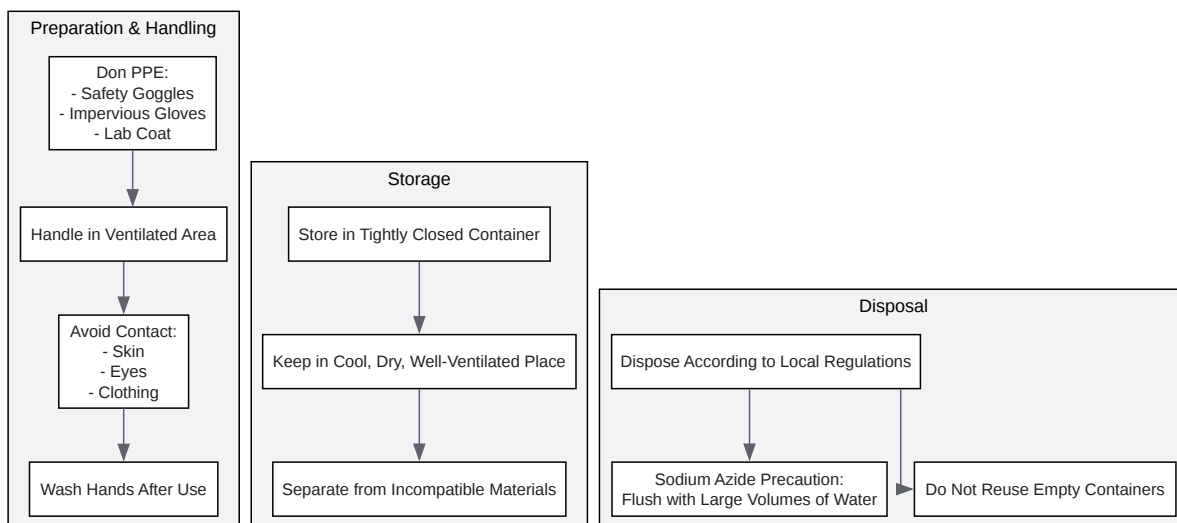 Preparation & Handling
Don PPE:
- Safety Goggles
- Impervious Gloves
- Lab Coat
Handle in Ventilated Area
Avoid Contact:
- Skin
- Eyes
- Clothing
Wash Hands After Use
Storage
Store in Tightly Closed Container
Keep in Cool, Dry, Well-Ventilated Place
Separate from Incompatible Materials
Disposal
Dispose According to Local Regulations
Sodium Azide Precaution:
Flush with Large Volumes of Water
Do Not Reuse Empty Containers